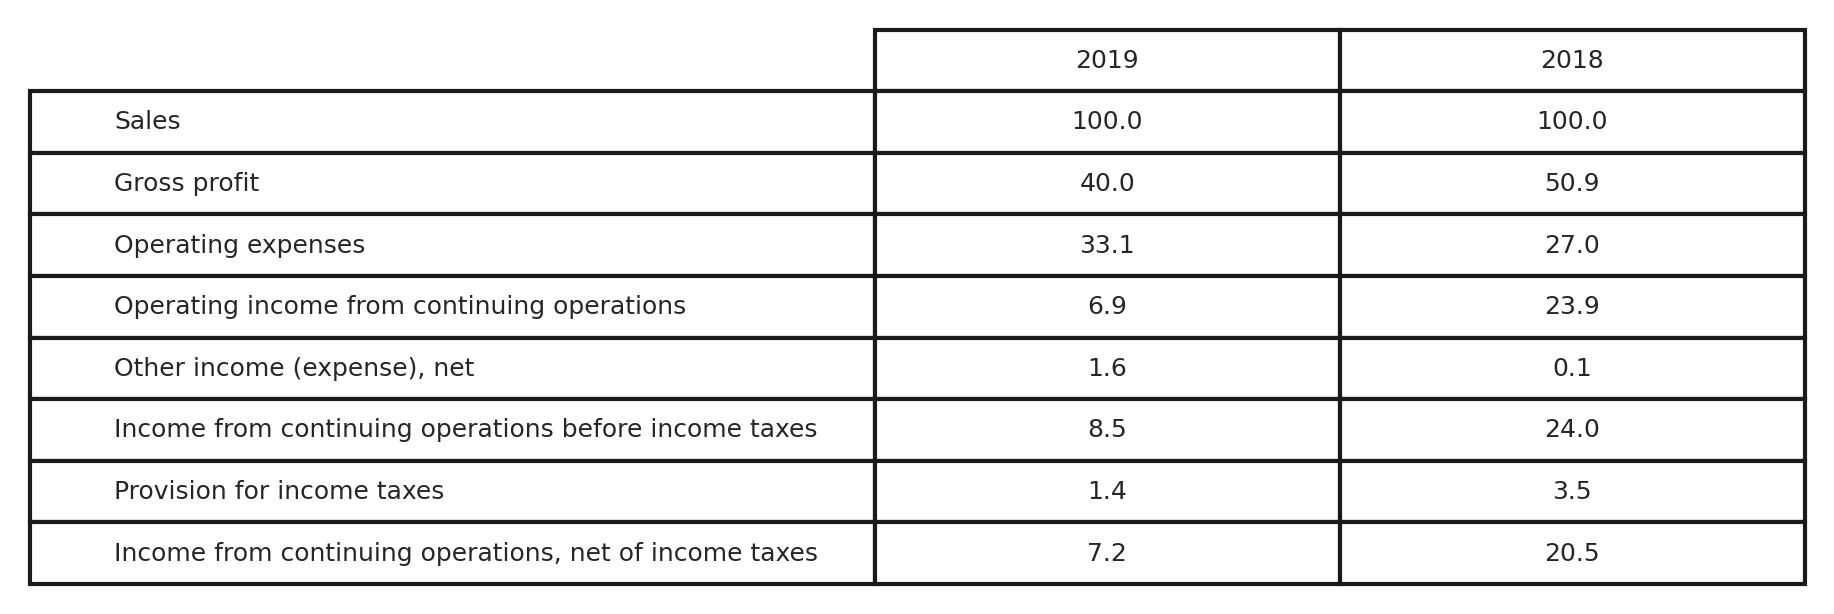 2019 2018
Sales 100.0 100.0
Gross profit 40.0 50.9
Operating expenses 33.1 27.0
Operating income from continuing operations 6.9 23.9
Other income (expense), net 1.6 0.1
Income from continuing operations before income taxes 8.5 24.0
Provision for income taxes 1.4 3.5
Income from continuing operations, net of income taxes 7.2 20.5